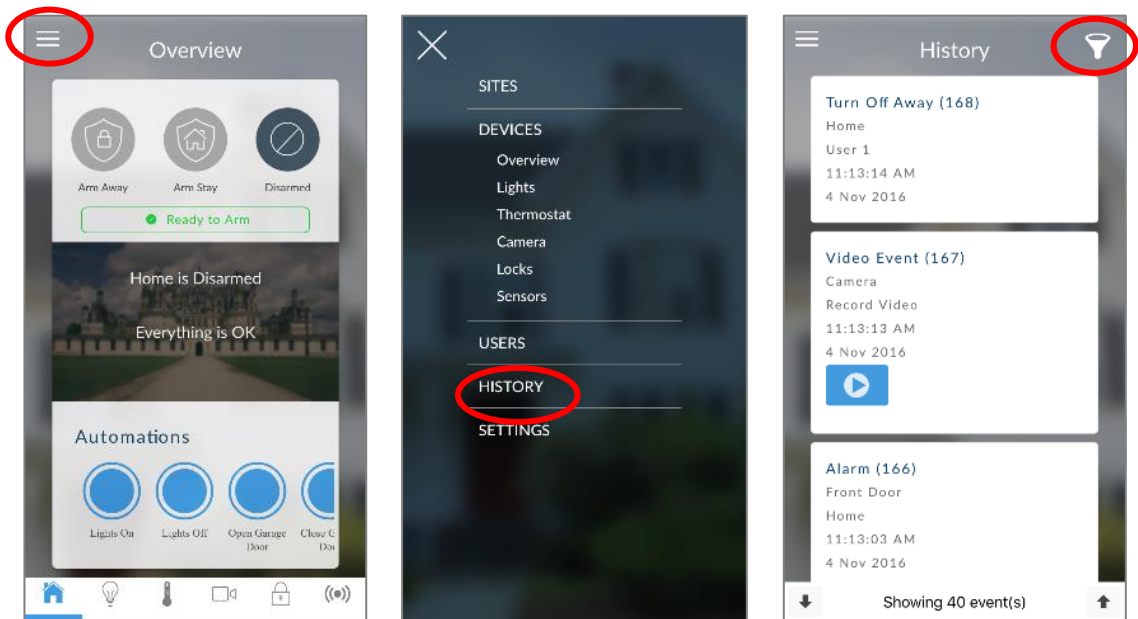 Overview
Arm Away
Arm Stay
Disarmed
Ready to Arm
Home is Disarmed
Everything is OK
Automations
Lights On
Lights Off
Open Garage
Door
Close G
Doo
SITES
DEVICES
Overview
Lights
Thermostat
Camera
Locks
Sensors
USERS
HISTORY
SETTINGS
History
Turn Off Away (168)
Home
User 1
11:13:14 AM
4 Nov 2016
Video Event (167)
Camera
Record Video
11:13:13 AM
4 Nov 2016
Alarm (166)
Front Door
Home
11:13:03 AM
4 Nov 2016
Showing 40 event(s)